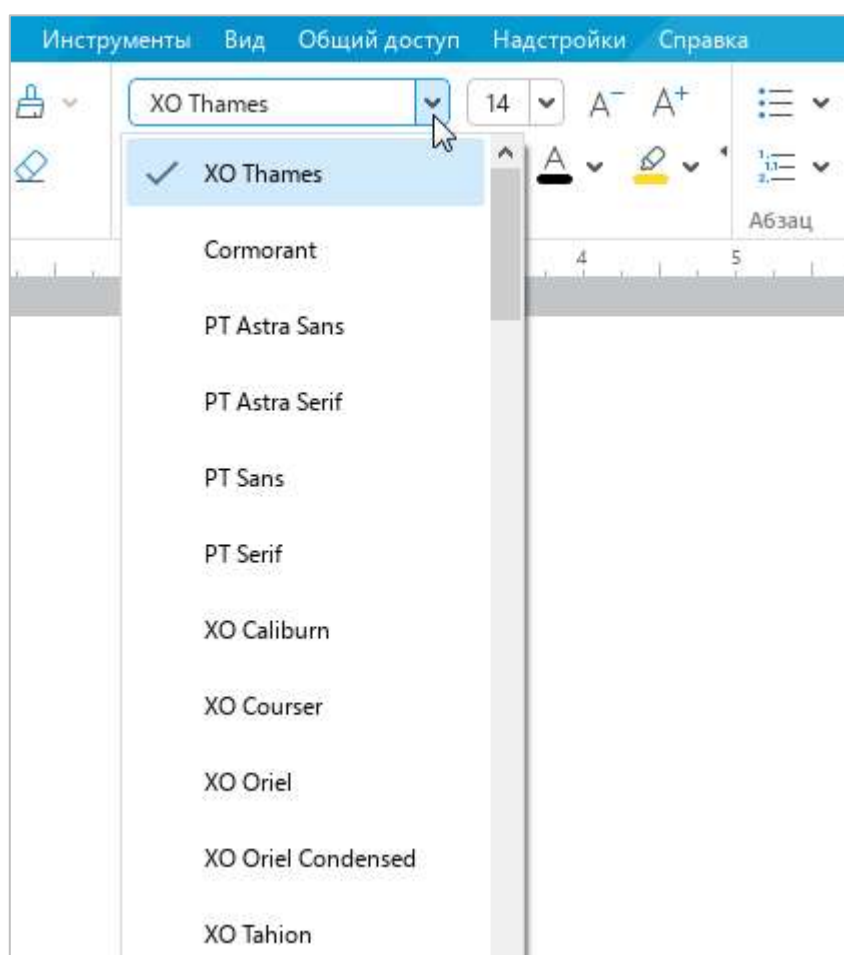 Инструменты Вид Общий доступ Надстройки Справка
XO Thames 14 A⁻ A⁺
XO Thames
A
Абзац
Cormorant
4 5
PT Astra Sans
PT Astra Serif
PT Sans
PT Serif
XO Caliburn
XO Courser
XO Oriel
XO Oriel Condensed
XO Tahion